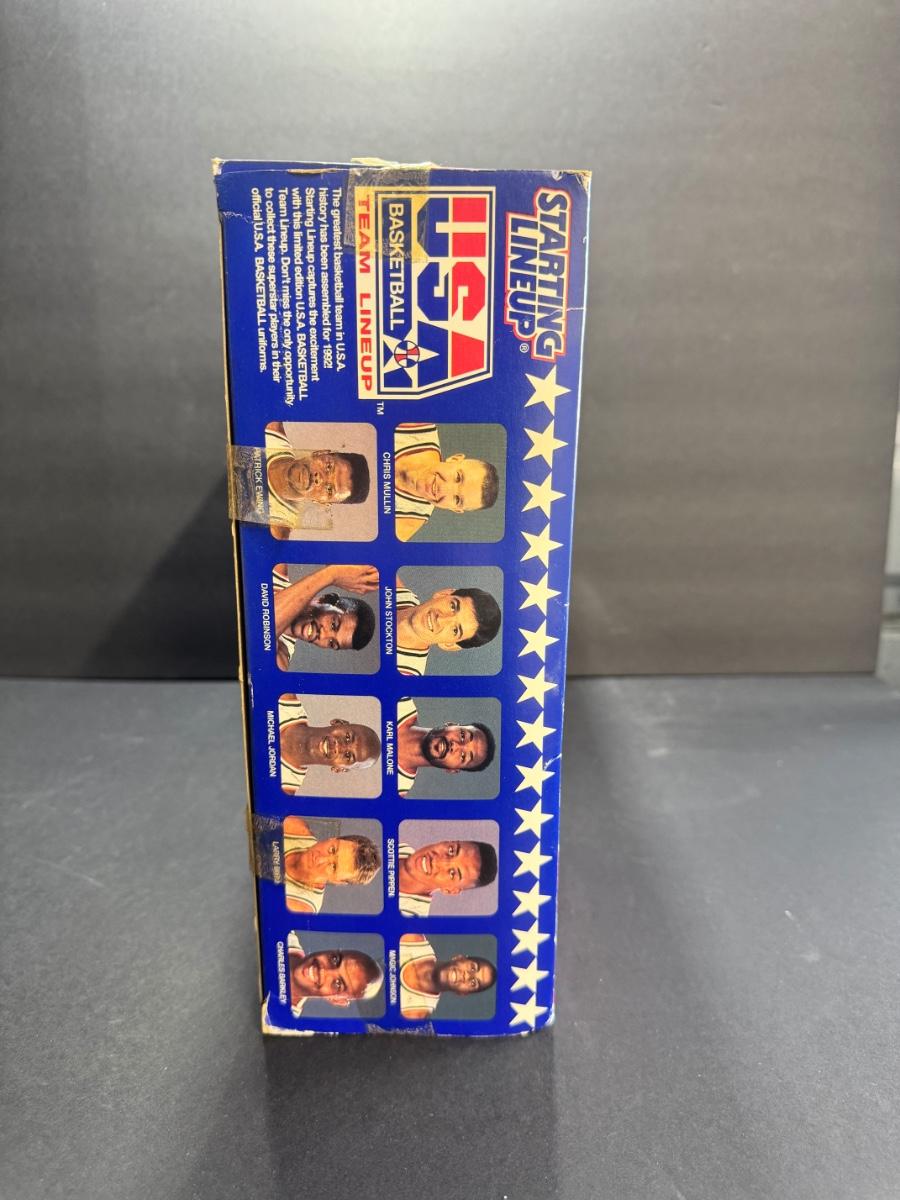 STARTING
LINEUP®
USA
BASKETBALL
TEAM LINEUP™
The greatest basketball team in U.S.A.
history has been assembled for 1992!
Starting Lineup captures the excitement
with this limited edition U.S.A. BASKETBALL
Team Lineup. Don't miss the only opportunity
to collect these superstar players in their
official U.S.A. BASKETBALL uniforms.
CHRIS MULLIN
JOHN STOCKTON
KARL MALONE
SCOTTIE PIPPEN
MAGIC JOHNSON
PATRICK EWING
DAVID ROBINSON
MICHAEL JORDAN
LARRY BIRD
CHARLES BARKLEY